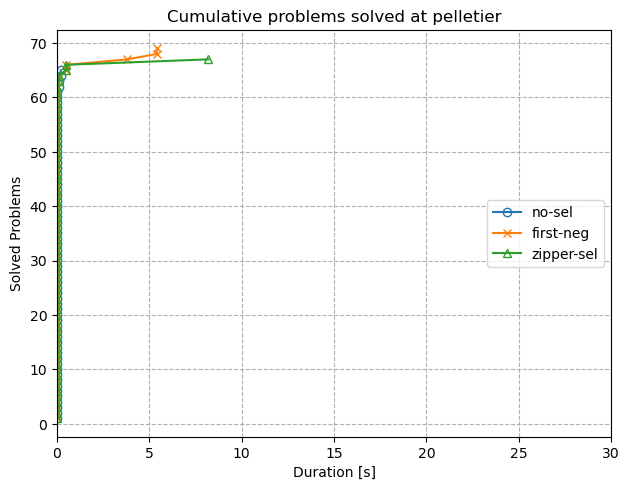 Cumulative problems solved at pelletier
70
60
50
40
30
20
10
0
Solved Problems
no-sel
first-neg
zipper-sel
0 5 10 15 20 25 30
Duration [s]